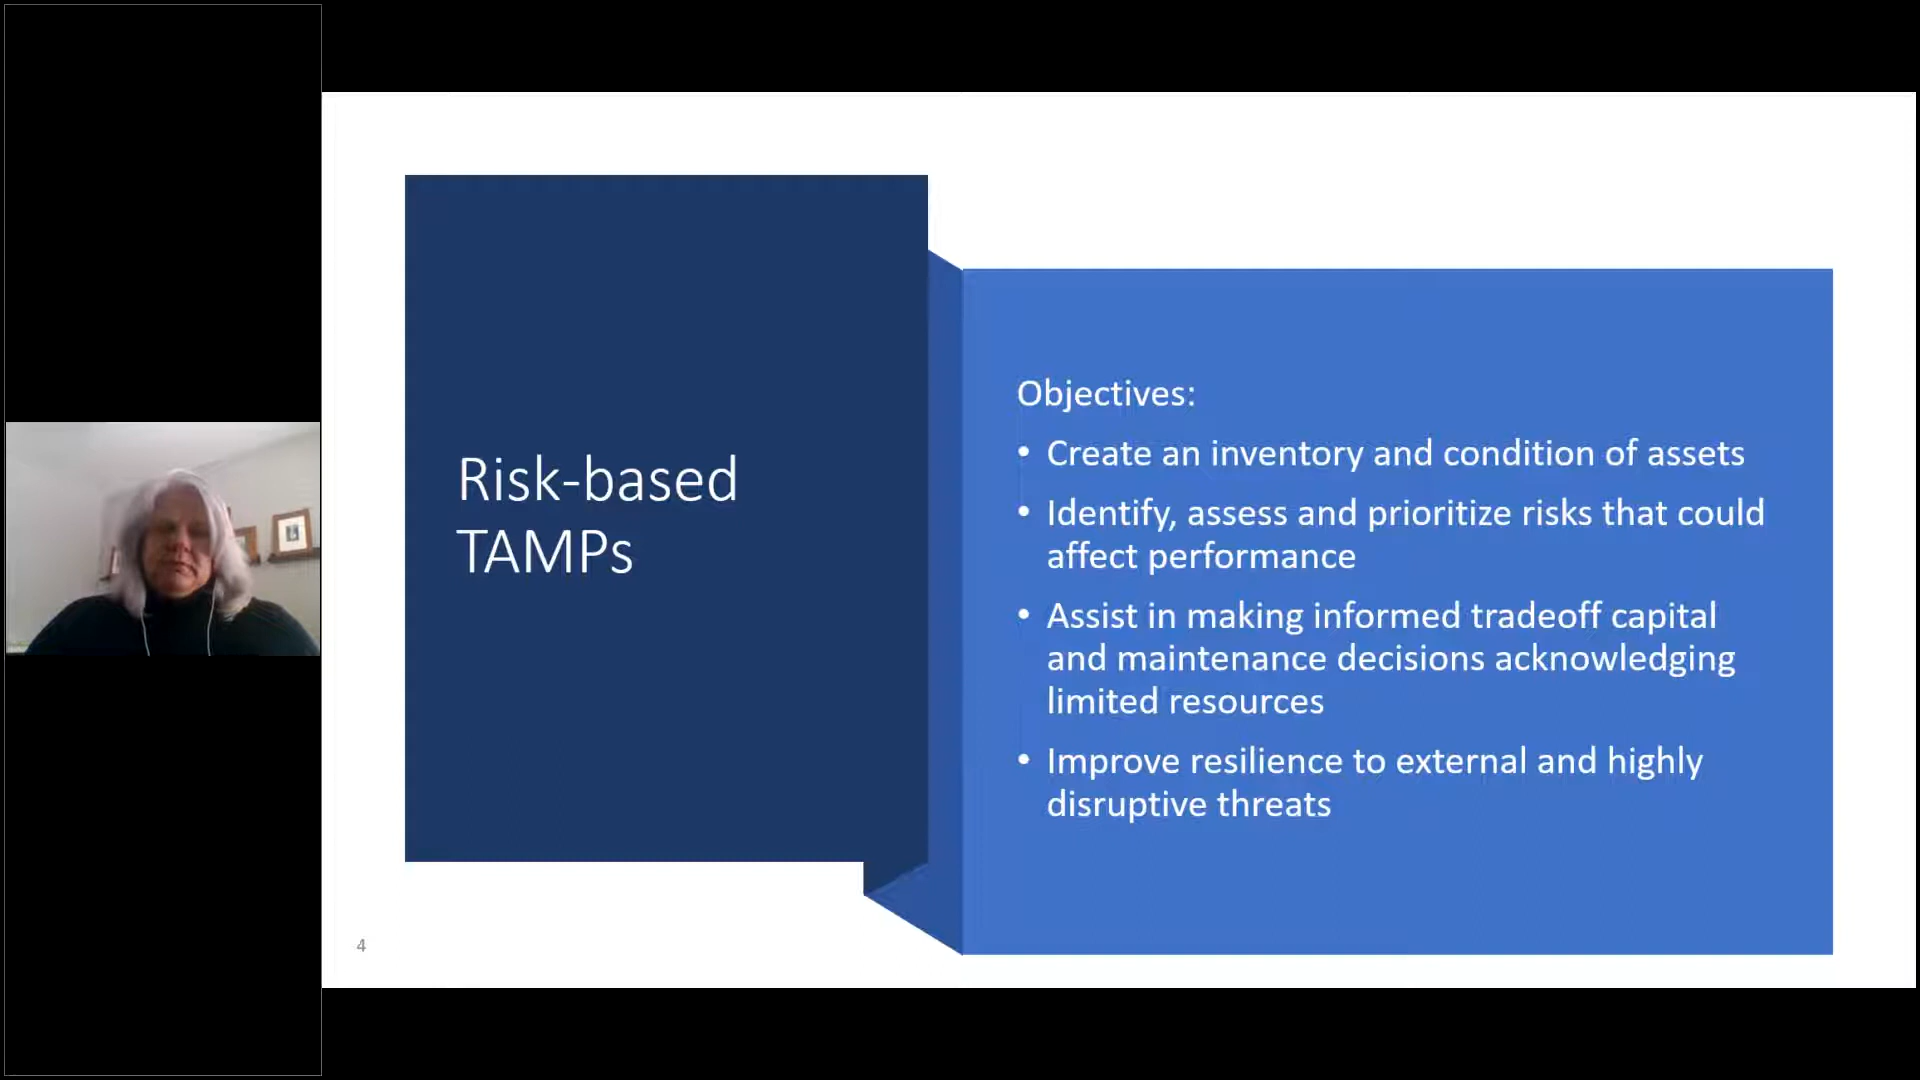 Risk-based
TAMPs
Objectives:
• Create an inventory and condition of assets
• Identify, assess and prioritize risks that could
affect performance
• Assist in making informed tradeoff capital
and maintenance decisions acknowledging
limited resources
• Improve resilience to external and highly
disruptive threats
4